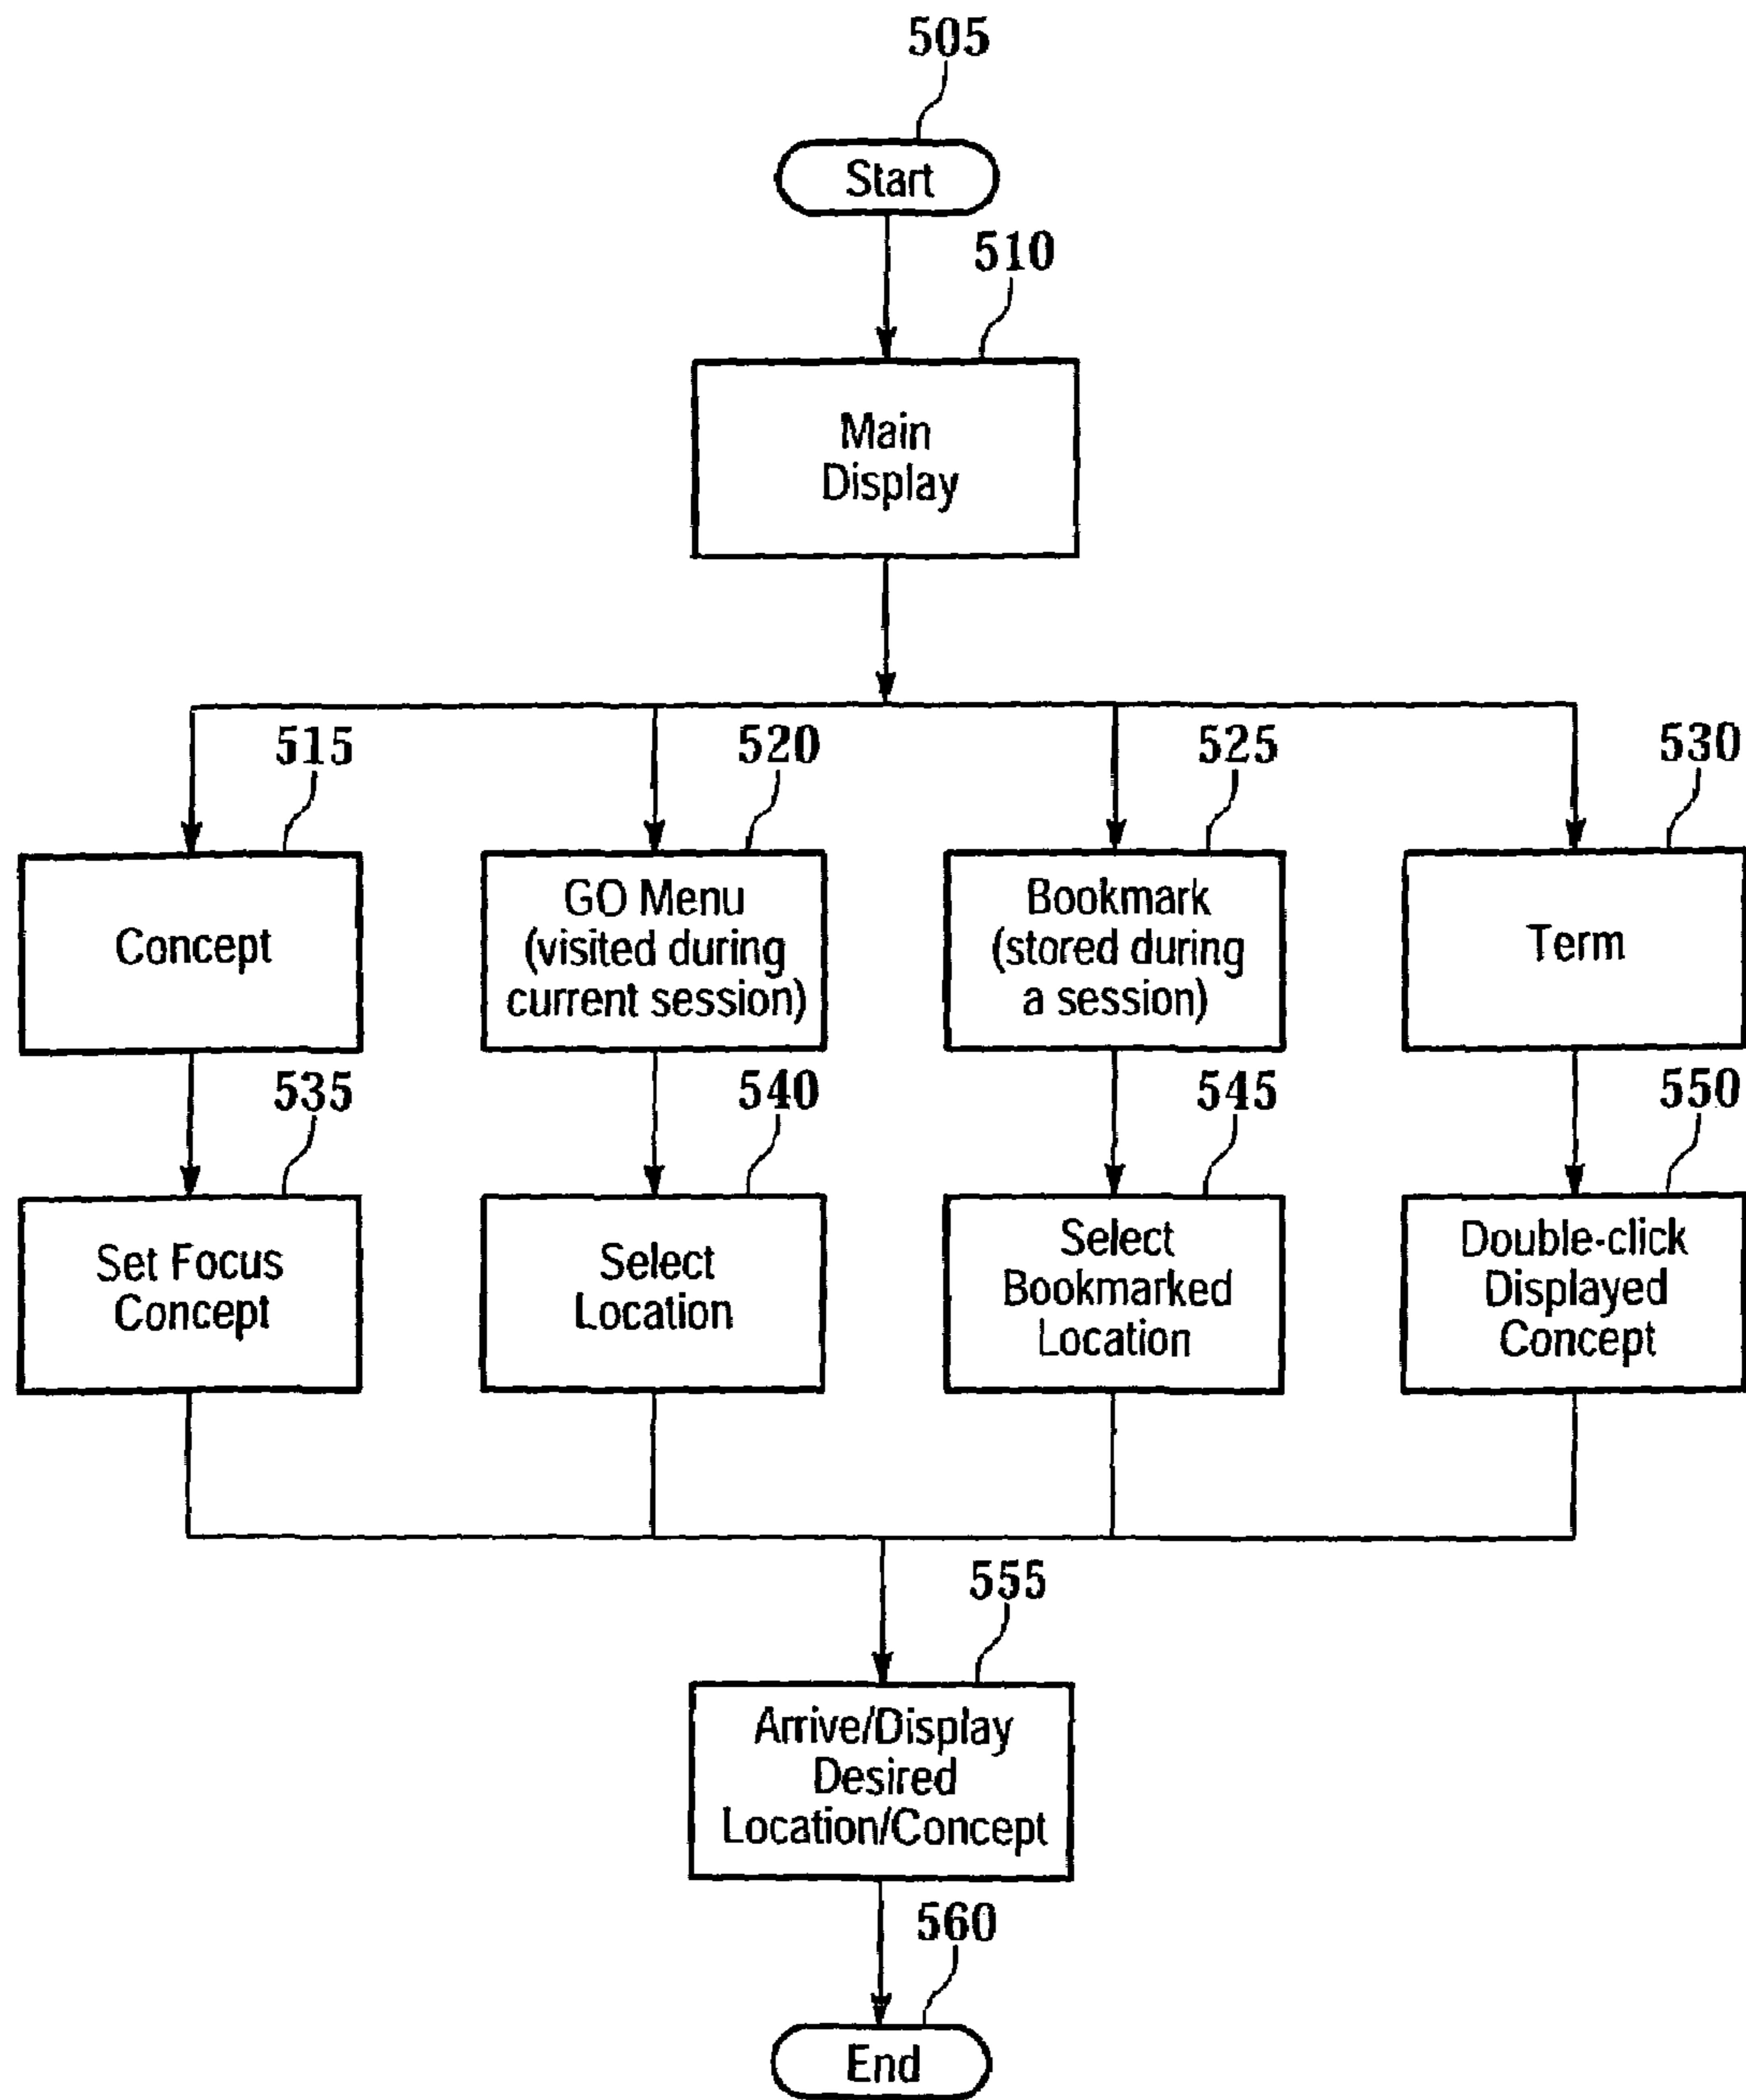 505
Start
510
Main
Display
515
520
525
530
Concept
GO Menu
(visited during
current session)
Bookmark
(stored during
a session)
Term
535
540
545
550
Set Focus
Concept
Select
Location
Select
Bookmarked
Location
Double-click
Displayed
Concept
555
Arrive/Display
Desired
Location/Concept
560
End